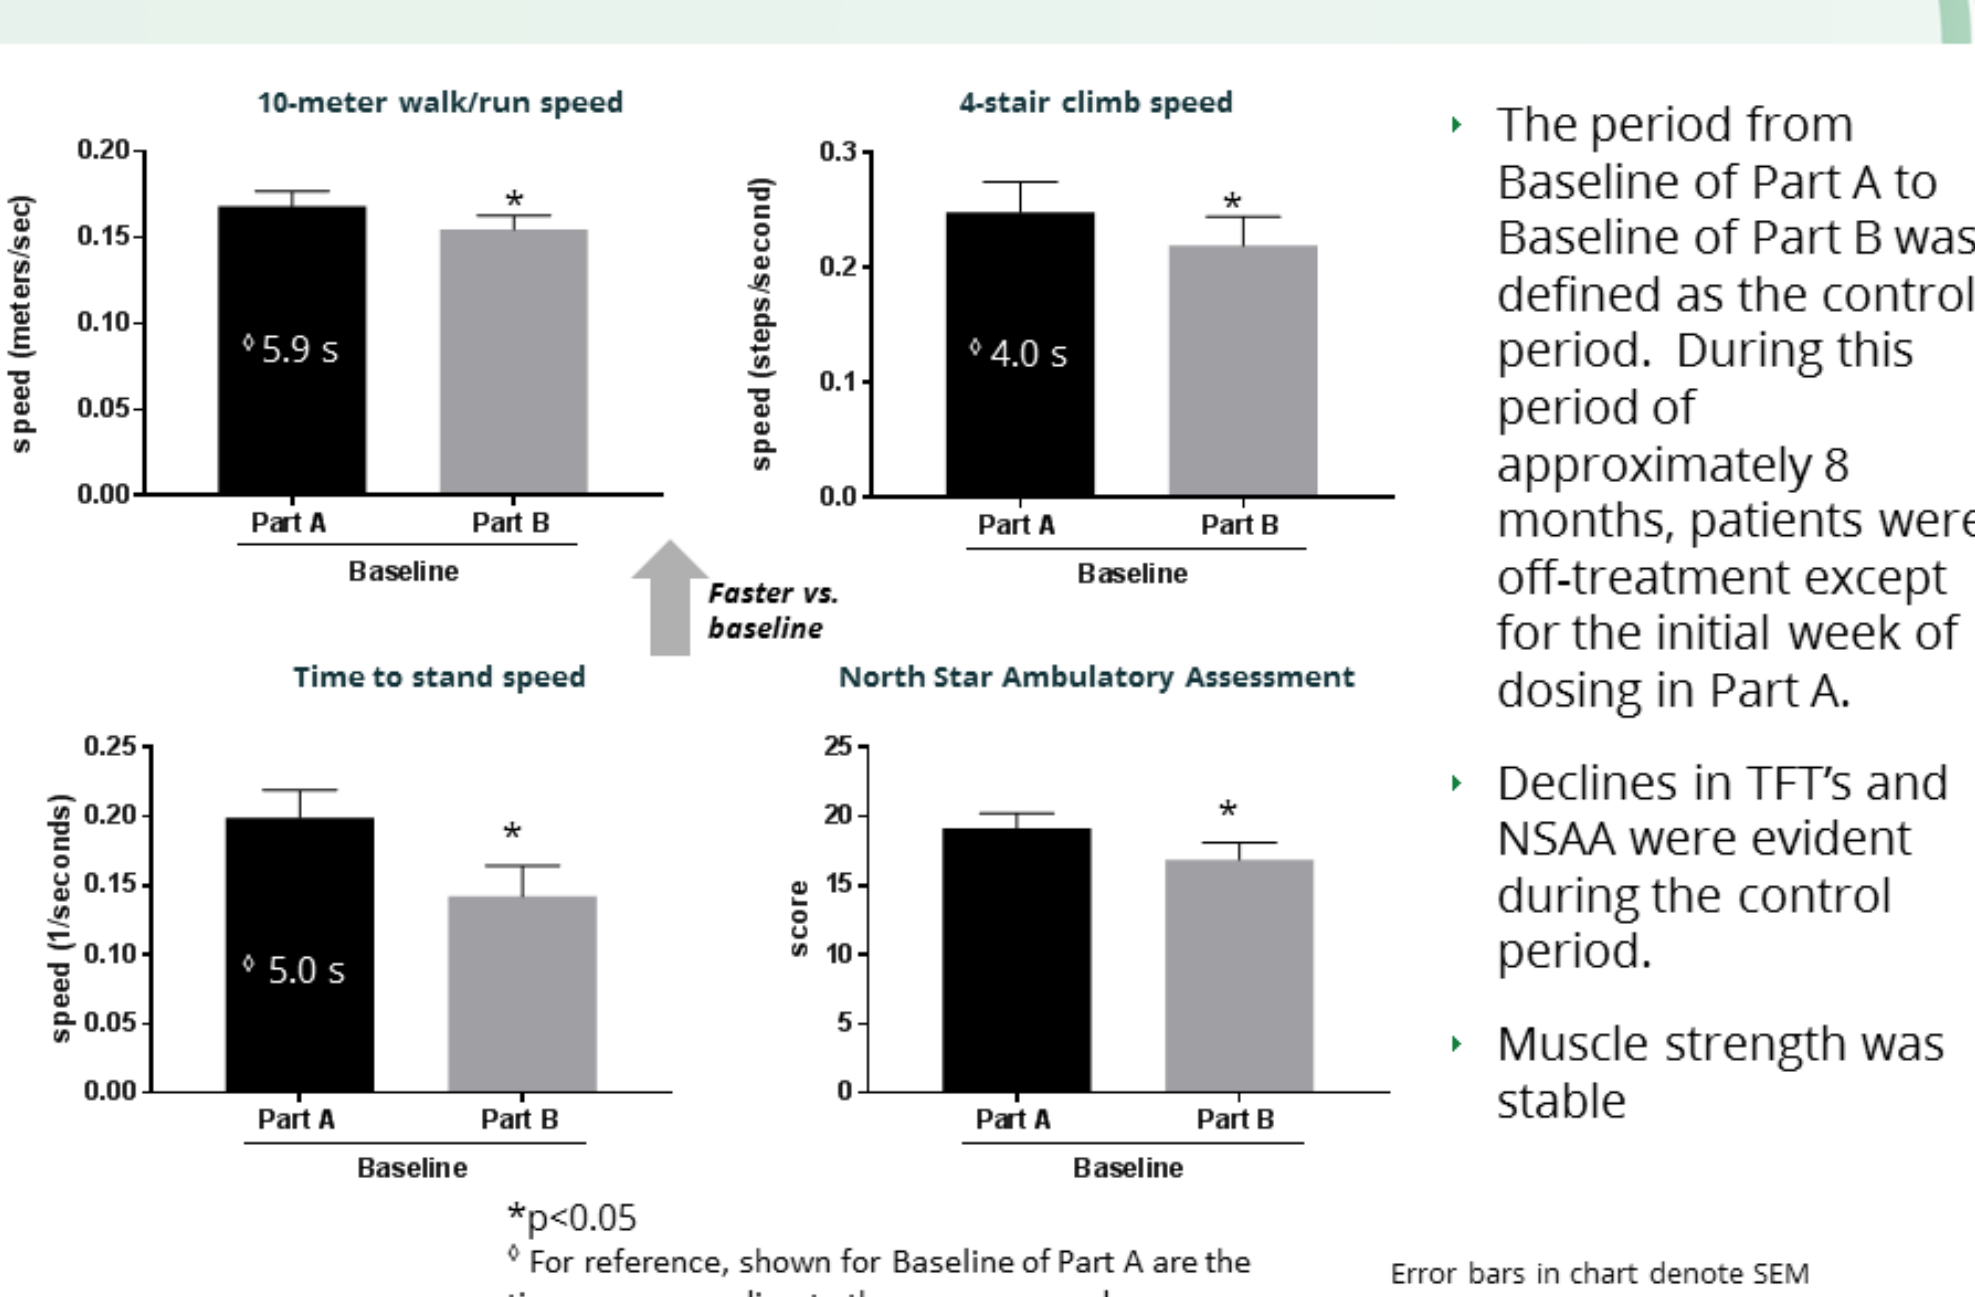 10-meter walk/run speed
speed (meters/sec)
0.20
0.15
0.10
0.05
0.00
*
◊ 5.9 s
Part A Part B
Baseline
4-stair climb speed
speed (steps/second)
0.3
0.2
0.1
0.0
*
◊ 4.0 s
Part A Part B
Baseline
Faster vs.
baseline
Time to stand speed
speed (1/seconds)
0.25
0.20
0.15
0.10
0.05
0.00
*
◊ 5.0 s
Part A Part B
Baseline
North Star Ambulatory Assessment
score
25
20
15
10
5
0
*
Part A Part B
Baseline
*p<0.05
◊ For reference, shown for Baseline of Part A are the
The period from
Baseline of Part A to
Baseline of Part B was
defined as the control
period. During this
period of
approximately 8
months, patients were
off-treatment except
for the initial week of
dosing in Part A.
Declines in TFT’s and
NSAA were evident
during the control
period.
Muscle strength was
stable
Error bars in chart denote SEM